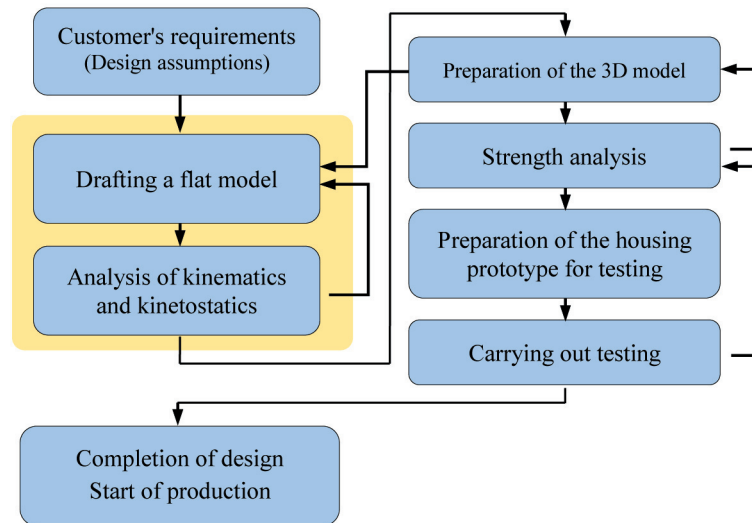 Customer's requirements
(Design assumptions)
Drafting a flat model
Analysis of kinematics
and kinetostatics
Preparation of the 3D model
Strength analysis
Preparation of the housing
prototype for testing
Carrying out testing
Completion of design
Start of production